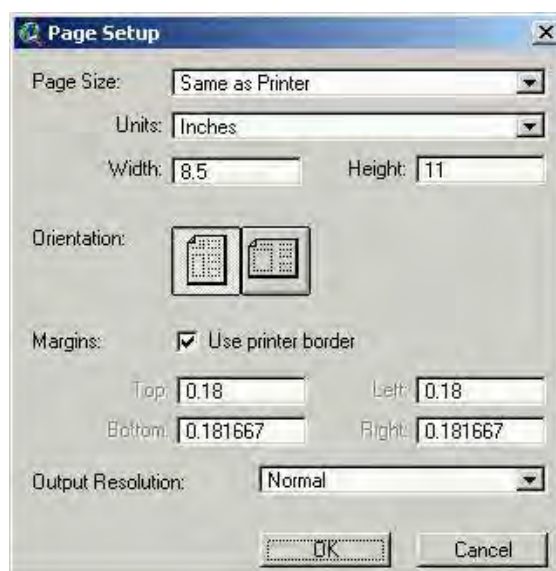 Page Setup
Page Size: Same as Printer
Units: Inches
Width: 8.5 Height: 11
Orientation:
Margins: Use printer border
Top: 0.18 Left: 0.18
Bottom: 0.181667 Right: 0.181667
Output Resolution: Normal
OK Cancel